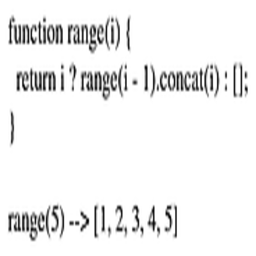 function range(i) {
return i ? range(i - 1).concat(i) : [];
}
range(5) --> [1, 2, 3, 4, 5]